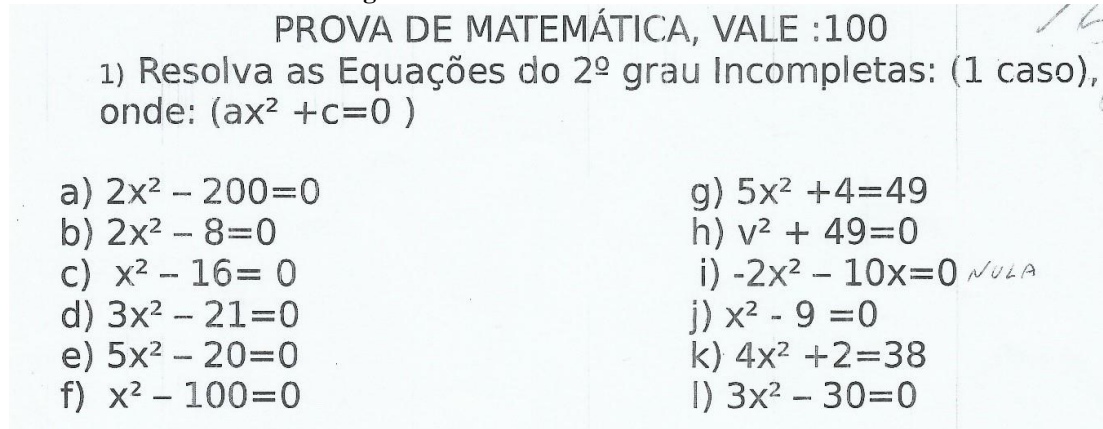 PROVA DE MATEMÁTICA, VALE :100
1) Resolva as Equações do 2º grau Incompletas: (1 caso),
onde: (ax² +c=0 )
a) 2x² – 200=0
b) 2x² – 8=0
c) x² – 16= 0
d) 3x² – 21=0
e) 5x² – 20=0
f) x² – 100=0
g) 5x² +4=49
h) v² + 49=0
i) -2x² – 10x=0 NULA
j) x² - 9 =0
k) 4x² +2=38
l) 3x² – 30=0